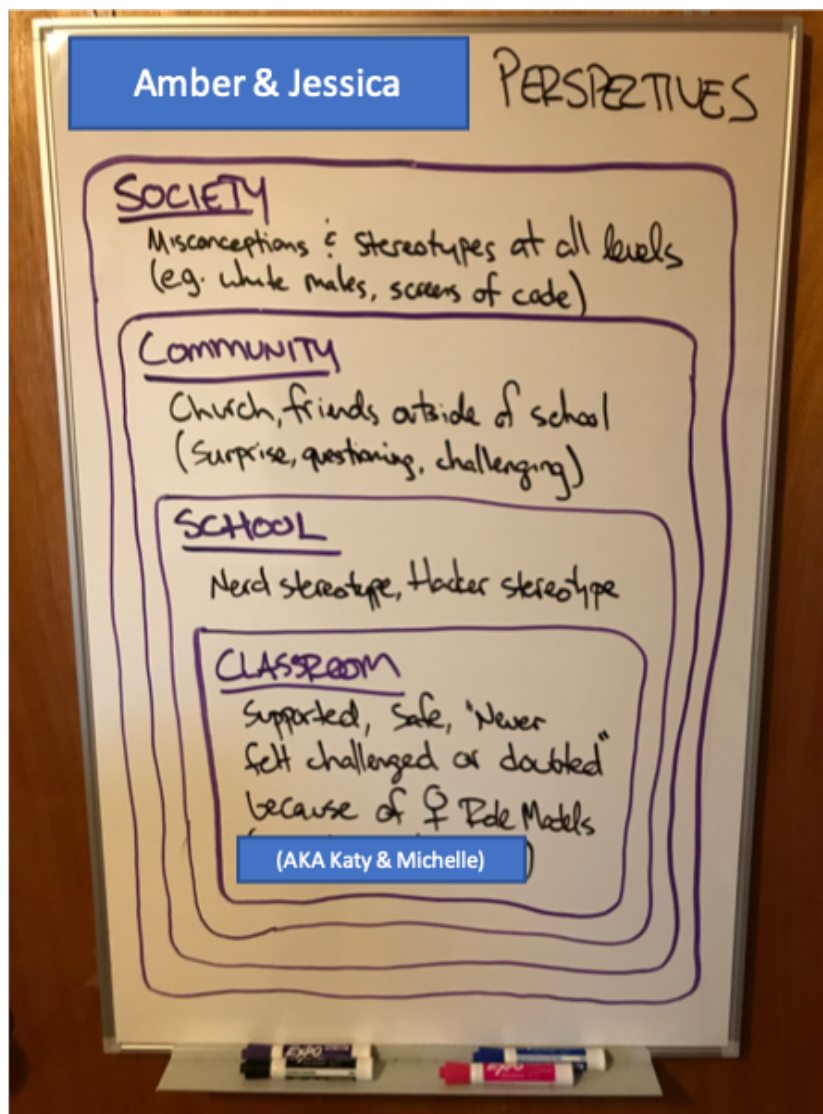 Amber & Jessica
PERSPECTIVES
SOCIETY
Misconceptions & Stereotypes at all levels
(e.g. white males, screens of code)
COMMUNITY
Church, friends outside of school
(Surprise, questioning, challenging)
SCHOOL
Nerd stereotype, Hacker stereotype
CLASSROOM
Supported, Safe, "Never
felt challenged or doubted"
because of ♀ Role Models
(AKA Katy & Michelle)
EXPO
EXPO